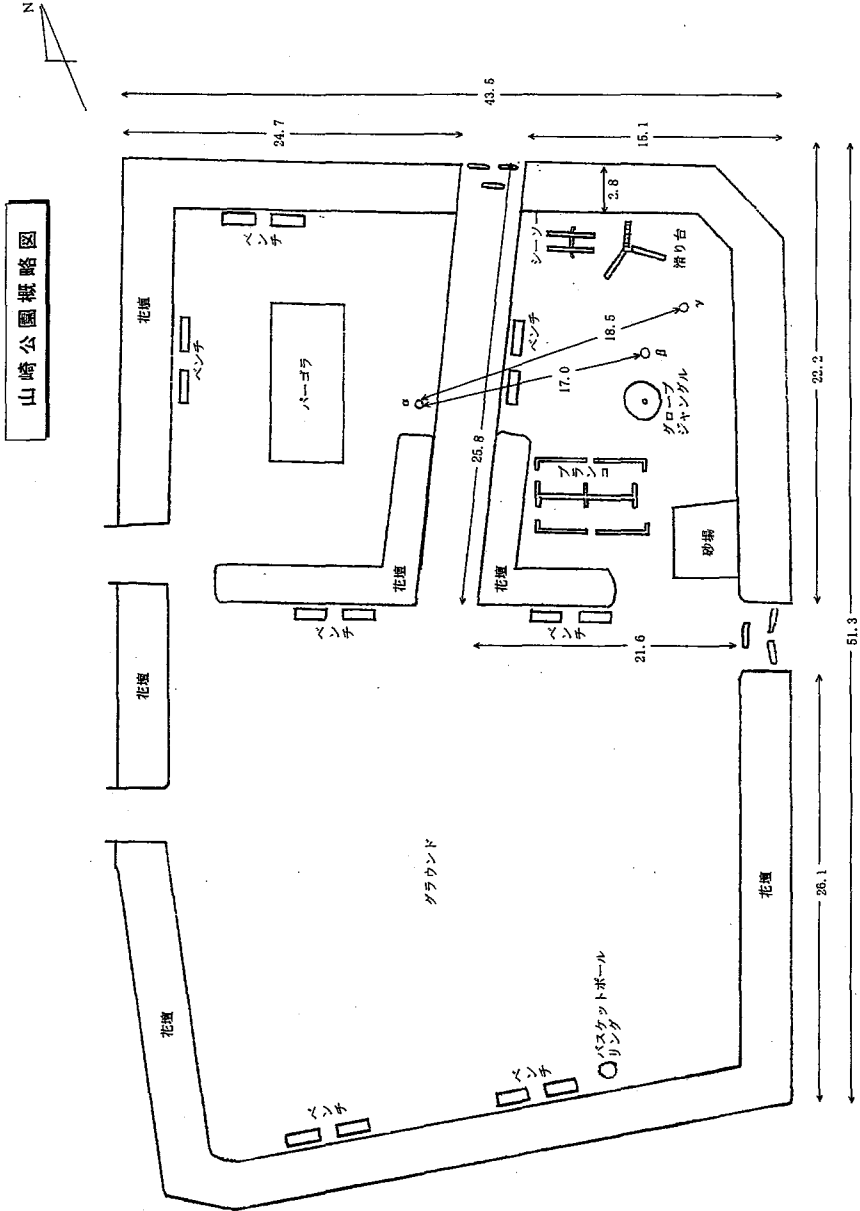 山崎公園概略図
N
43.5
24.7
15.1
2.8
22.2
51.3
26.1
21.6
25.8
18.5
17.0
α
β
γ
花壇
ベンチ
ベンチ
パーゴラ
シーソー
滑り台
ベンチ
グローブ
ジャングル
ブランコ
砂場
花壇
花壇
ベンチ
ベンチ
花壇
グラウンド
花壇
花壇
バスケットボール
リング
ベンチ
ベンチ